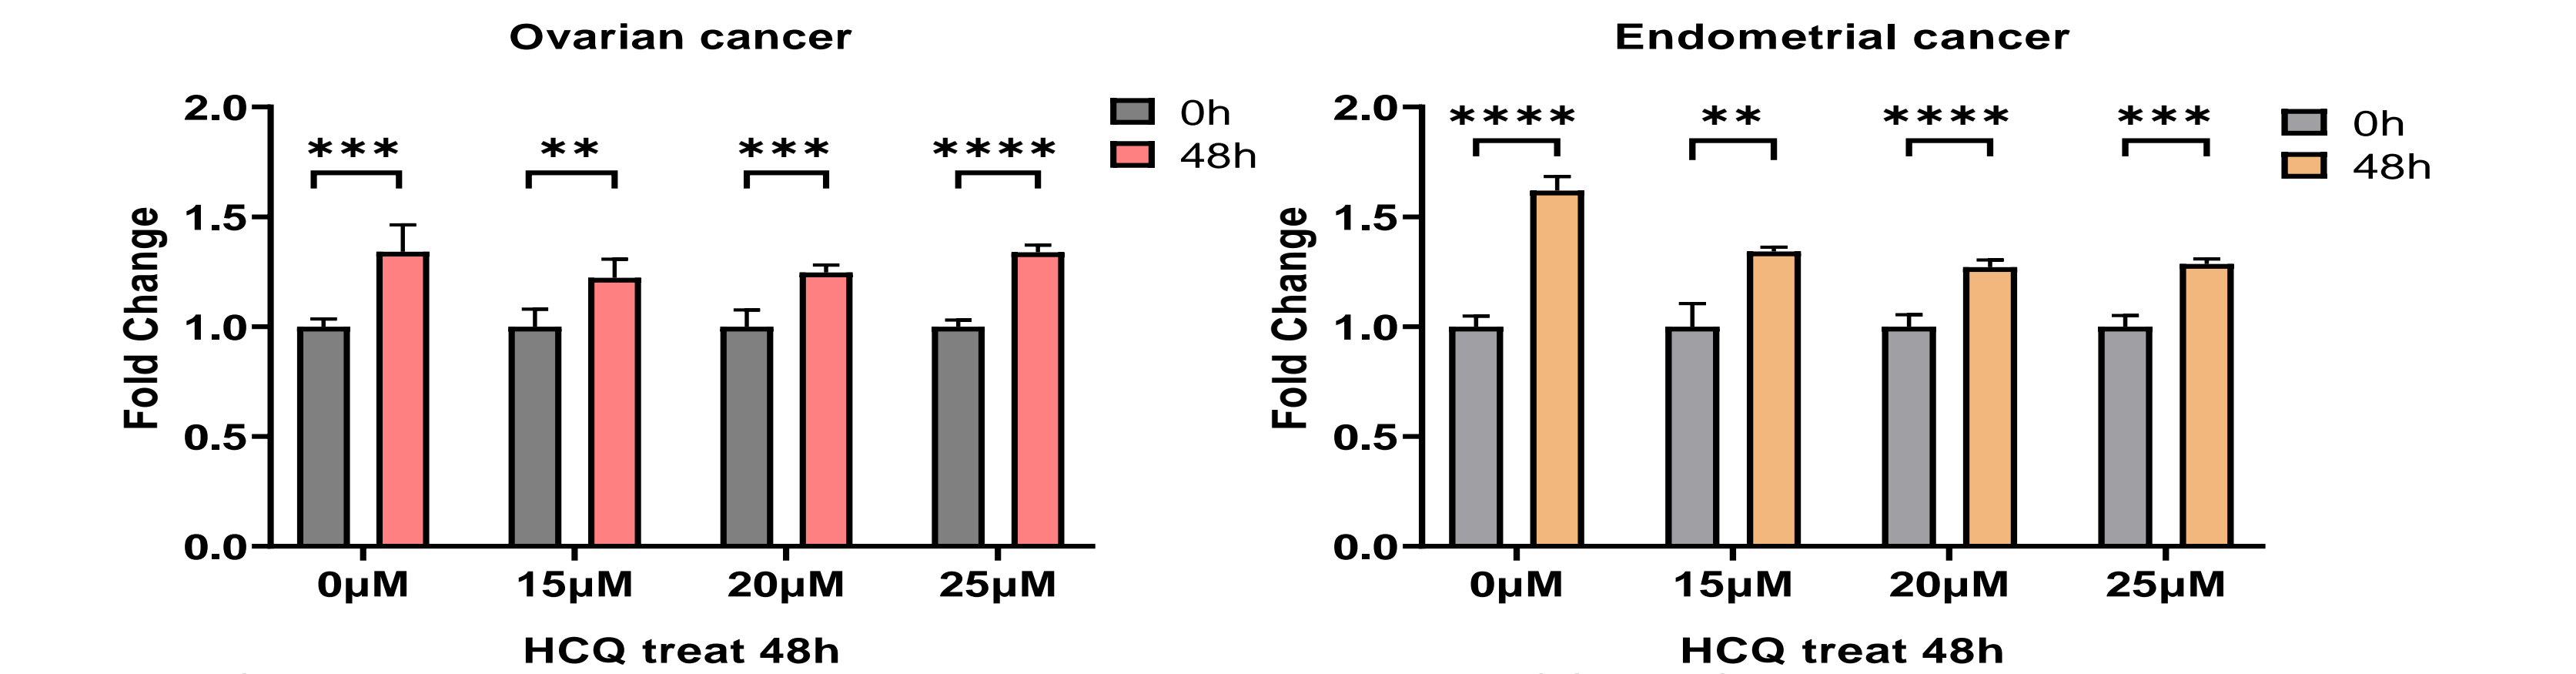 Ovarian cancer
Fold Change
2.0
1.5
1.0
0.5
0.0
*** ** *** ****
0h
48h
0µM 15µM 20µM 25µM
HCQ treat 48h
Endometrial cancer
Fold Change
2.0
1.5
1.0
0.5
0.0
**** ** **** ***
0h
48h
0µM 15µM 20µM 25µM
HCQ treat 48h